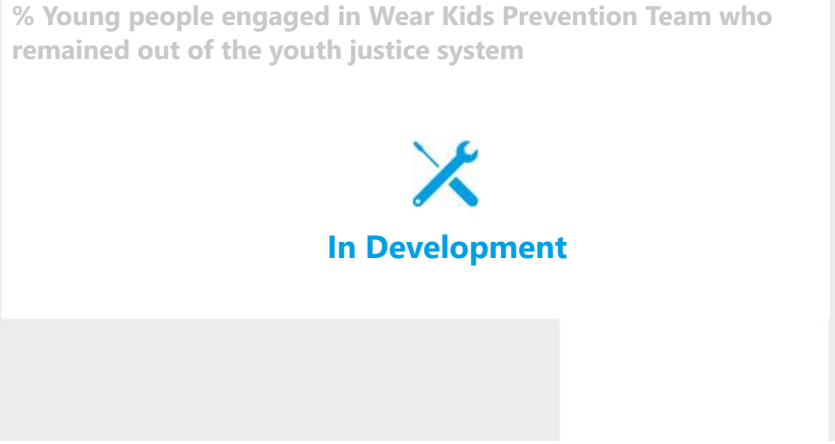 % Young people engaged in Wear Kids Prevention Team who
remained out of the youth justice system
In Development